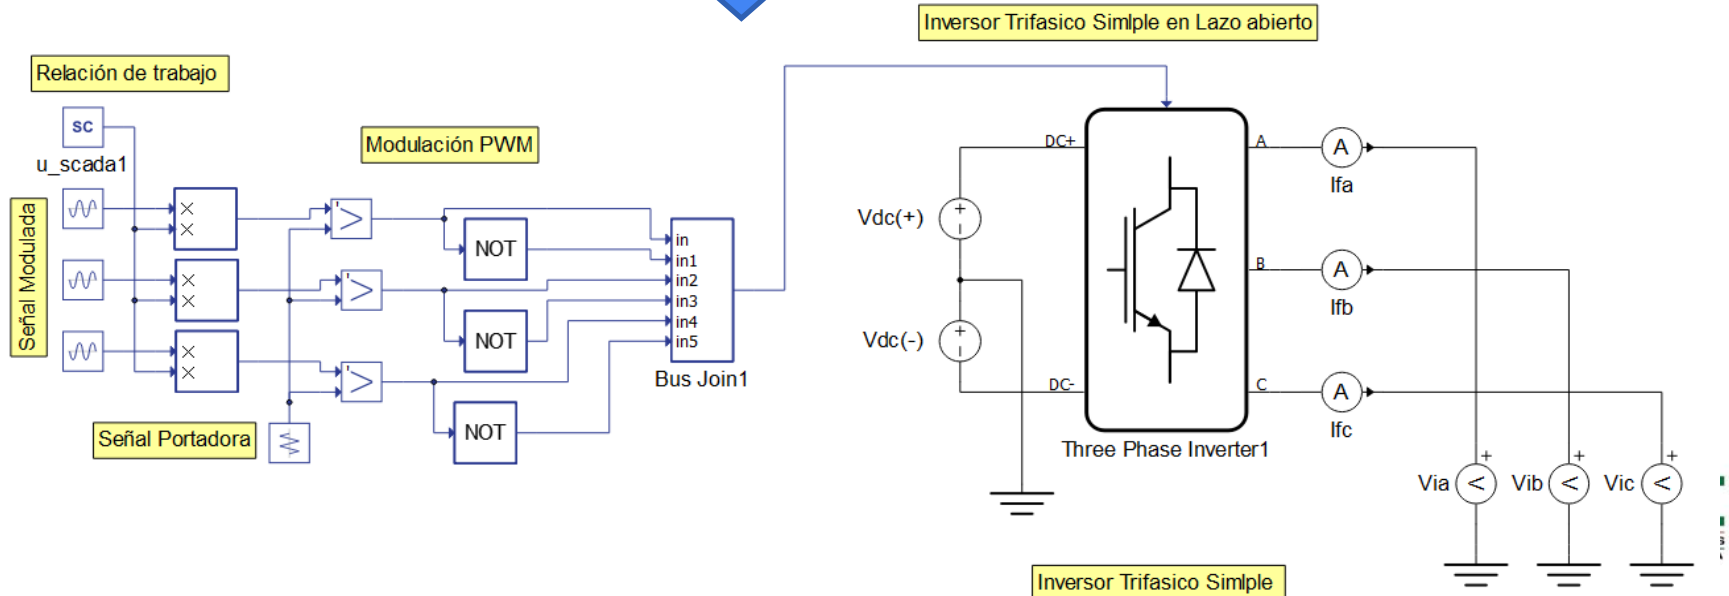 Inversor Trifasico Simlple en Lazo abierto
Relación de trabajo
sc
u_scada1
Modulación PWM
Señal Modulada
×
×
×
×
×
×
>
>
>
NOT
NOT
NOT
in
in1
in2
in3
in4
in5
Bus Join1
Señal Portadora
DC+
DC-
Vdc(+)
Vdc(-)
A
B
C
Three Phase Inverter1
A
Ifa
A
Ifb
A
Ifc
Via
Vib
Vic
V
V
V
Inversor Trifasico Simlple